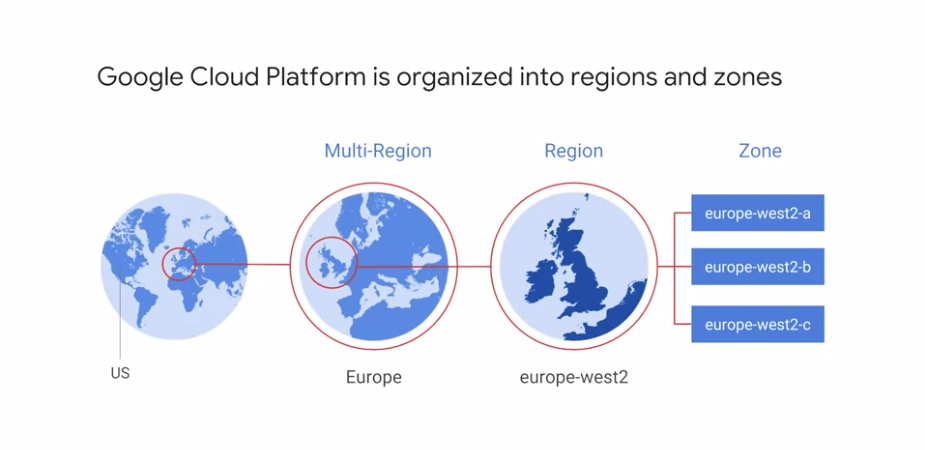 Google Cloud Platform is organized into regions and zones
Multi-Region
Region
Zone
europe-west2-a
europe-west2-b
europe-west2-c
US
Europe
europe-west2